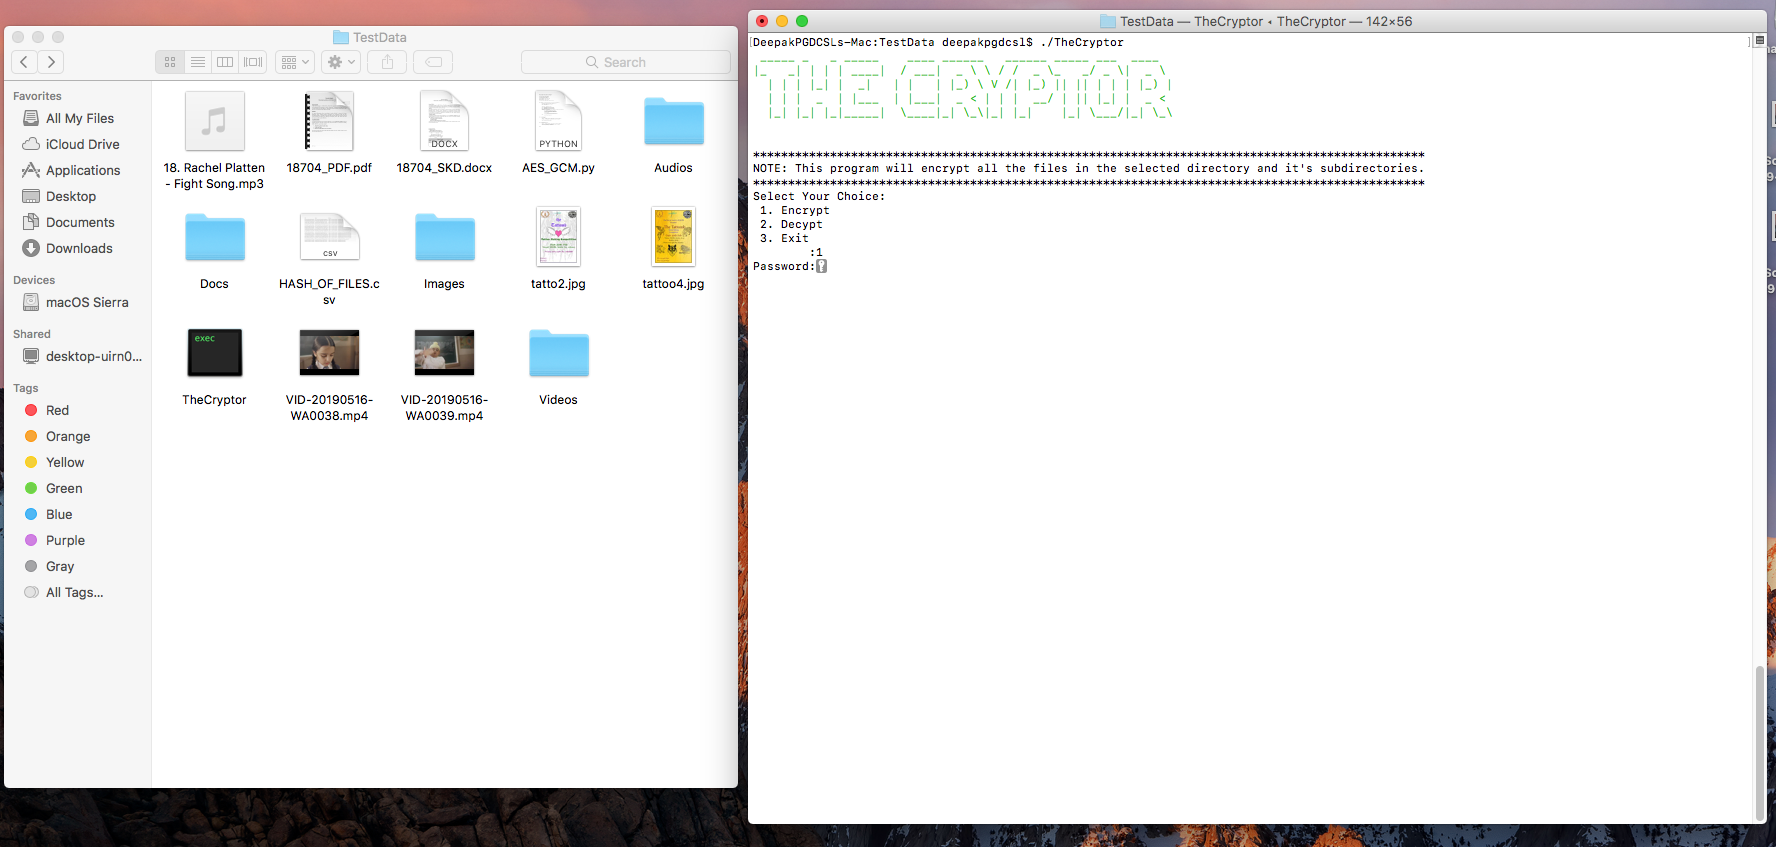 TestData
Search
Favorites
All My Files
iCloud Drive
Applications
Desktop
Documents
Downloads
Devices
macOS Sierra
Shared
desktop-uirn0...
Tags
Red
Orange
Yellow
Green
Blue
Purple
Gray
All Tags...
DOCX
PYTHON
18. Rachel Platten
- Fight Song.mp3
18704_PDF.pdf
18704_SKD.docx
AES_GCM.py
Audios
csv
Docs
HASH_OF_FILES.c
sv
Images
tatto2.jpg
tattoo4.jpg
exec
TheCryptor
VID-20190516-
WA0038.mp4
VID-20190516-
WA0039.mp4
Videos
TestData — TheCryptor • TheCryptor — 142×56
[DeepakPGDCSLs-Mac:TestData deepakpgdcsl$ ./TheCryptor ]
THE CRYPTOR
************************************************************************************************
NOTE: This program will encrypt all the files in the selected directory and it's subdirectories.
************************************************************************************************
Select Your Choice:
1. Encrypt
2. Decypt
3. Exit
:1
Password: